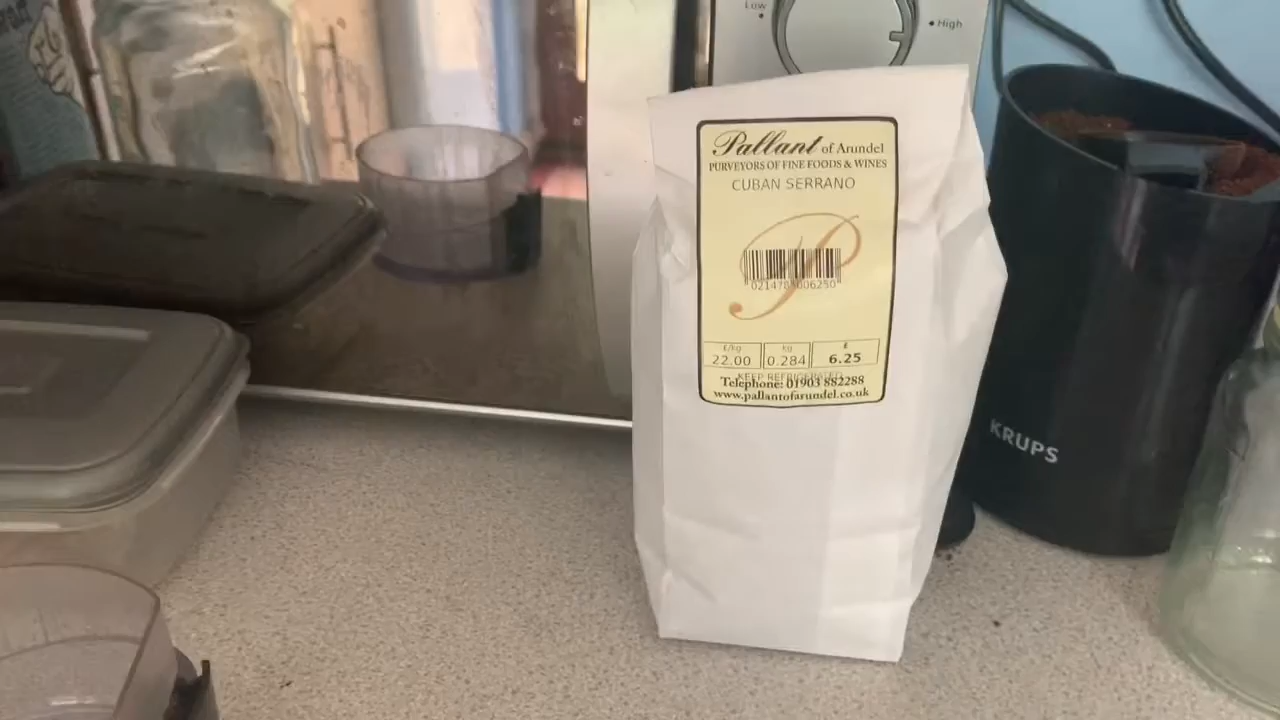 Low
High
Pallant of Arundel
PURVEYORS OF FINE FOODS & WINES
CUBAN SERRANO
£/kg kg £
22.00 0.284 6.25
KEEP REFRIGERATED
Telephone: 01903 882288
www.pallantofarundel.co.uk
KRUPS